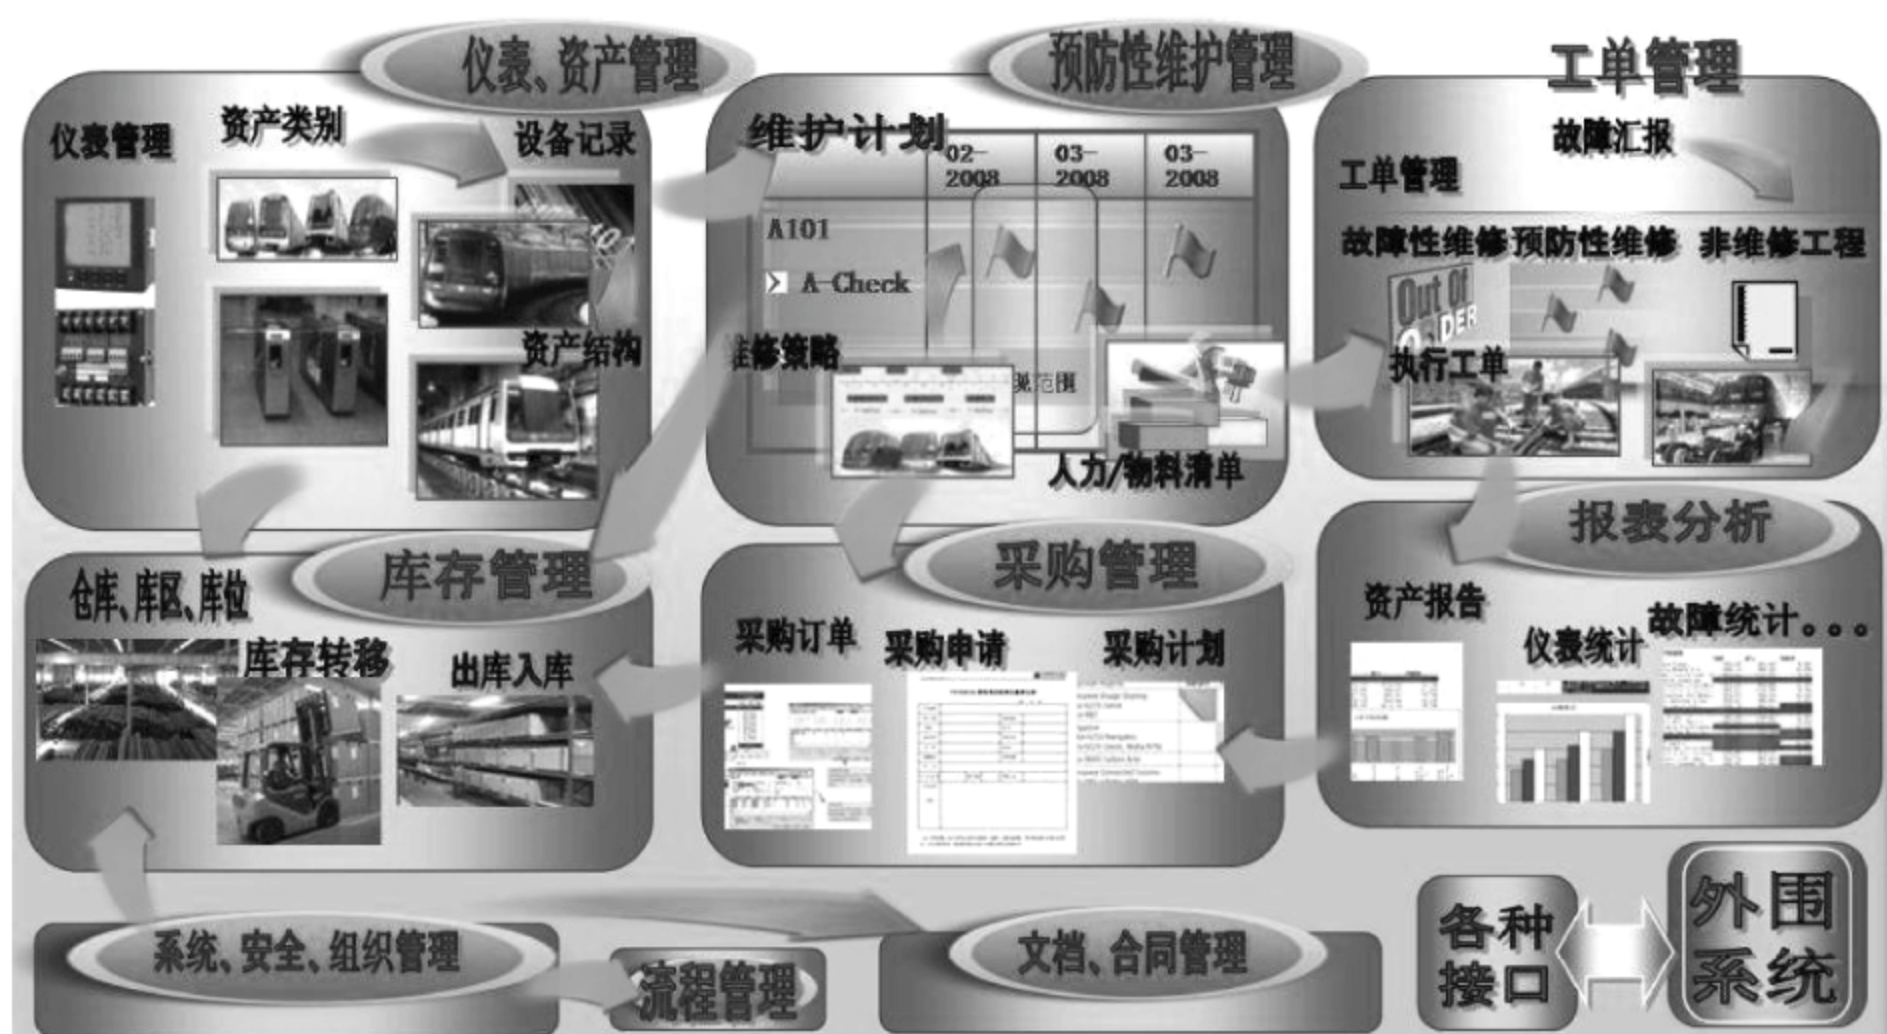 仪表、资产管理
仪表管理
资产类别
设备记录
资产结构
预防性维护管理
维护计划
02-
2008
03-
2008
03-
2008
A101
A-Check
维修策略
范围
人力/物料清单
工单管理
故障汇报
工单管理
故障性维修
预防性维修
非维修工程
Out Of
执行工单
库存管理
仓库、库区、库位
库存转移
出库入库
采购管理
采购订单
采购申请
采购计划
报表分析
资产报告
仪表统计
故障统计。。。
系统、安全、组织管理
流程管理
文档、合同管理
各种
接口
外围
系统